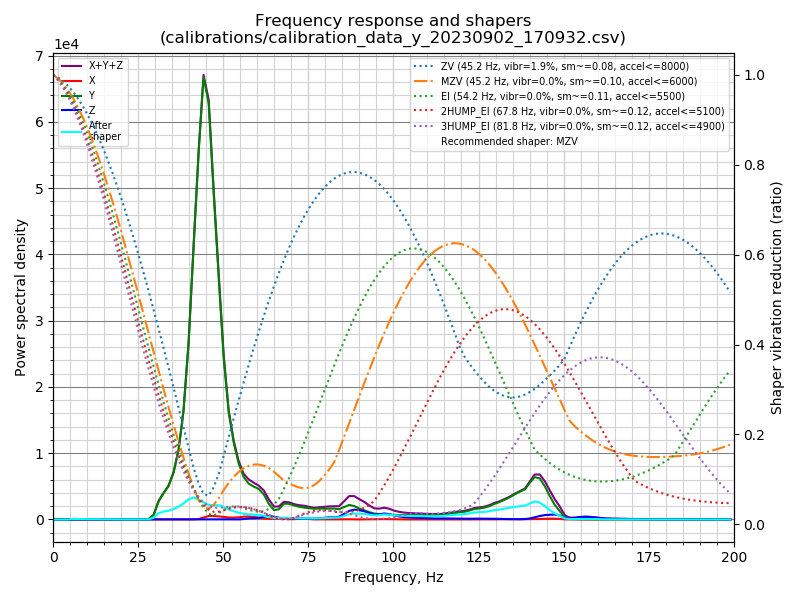 Frequency response and shapers
(calibrations/calibration_data_y_20230902_170932.csv)
1e4
X+Y+Z
X
Y
Z
After
shaper
ZV (45.2 Hz, vibr=1.9%, sm~=0.08, accel<=8000)
MZV (45.2 Hz, vibr=0.0%, sm~=0.10, accel<=6000)
EI (54.2 Hz, vibr=0.0%, sm~=0.11, accel<=5500)
2HUMP_EI (67.8 Hz, vibr=0.0%, sm~=0.12, accel<=5100)
3HUMP_EI (81.8 Hz, vibr=0.0%, sm~=0.12, accel<=4900)
Recommended shaper: MZV
Power spectral density
7
6
5
4
3
2
1
0
1.0
0.8
0.6
0.4
0.2
0.0
Shaper vibration reduction (ratio)
0 25 50 75 100 125 150 175 200
Frequency, Hz